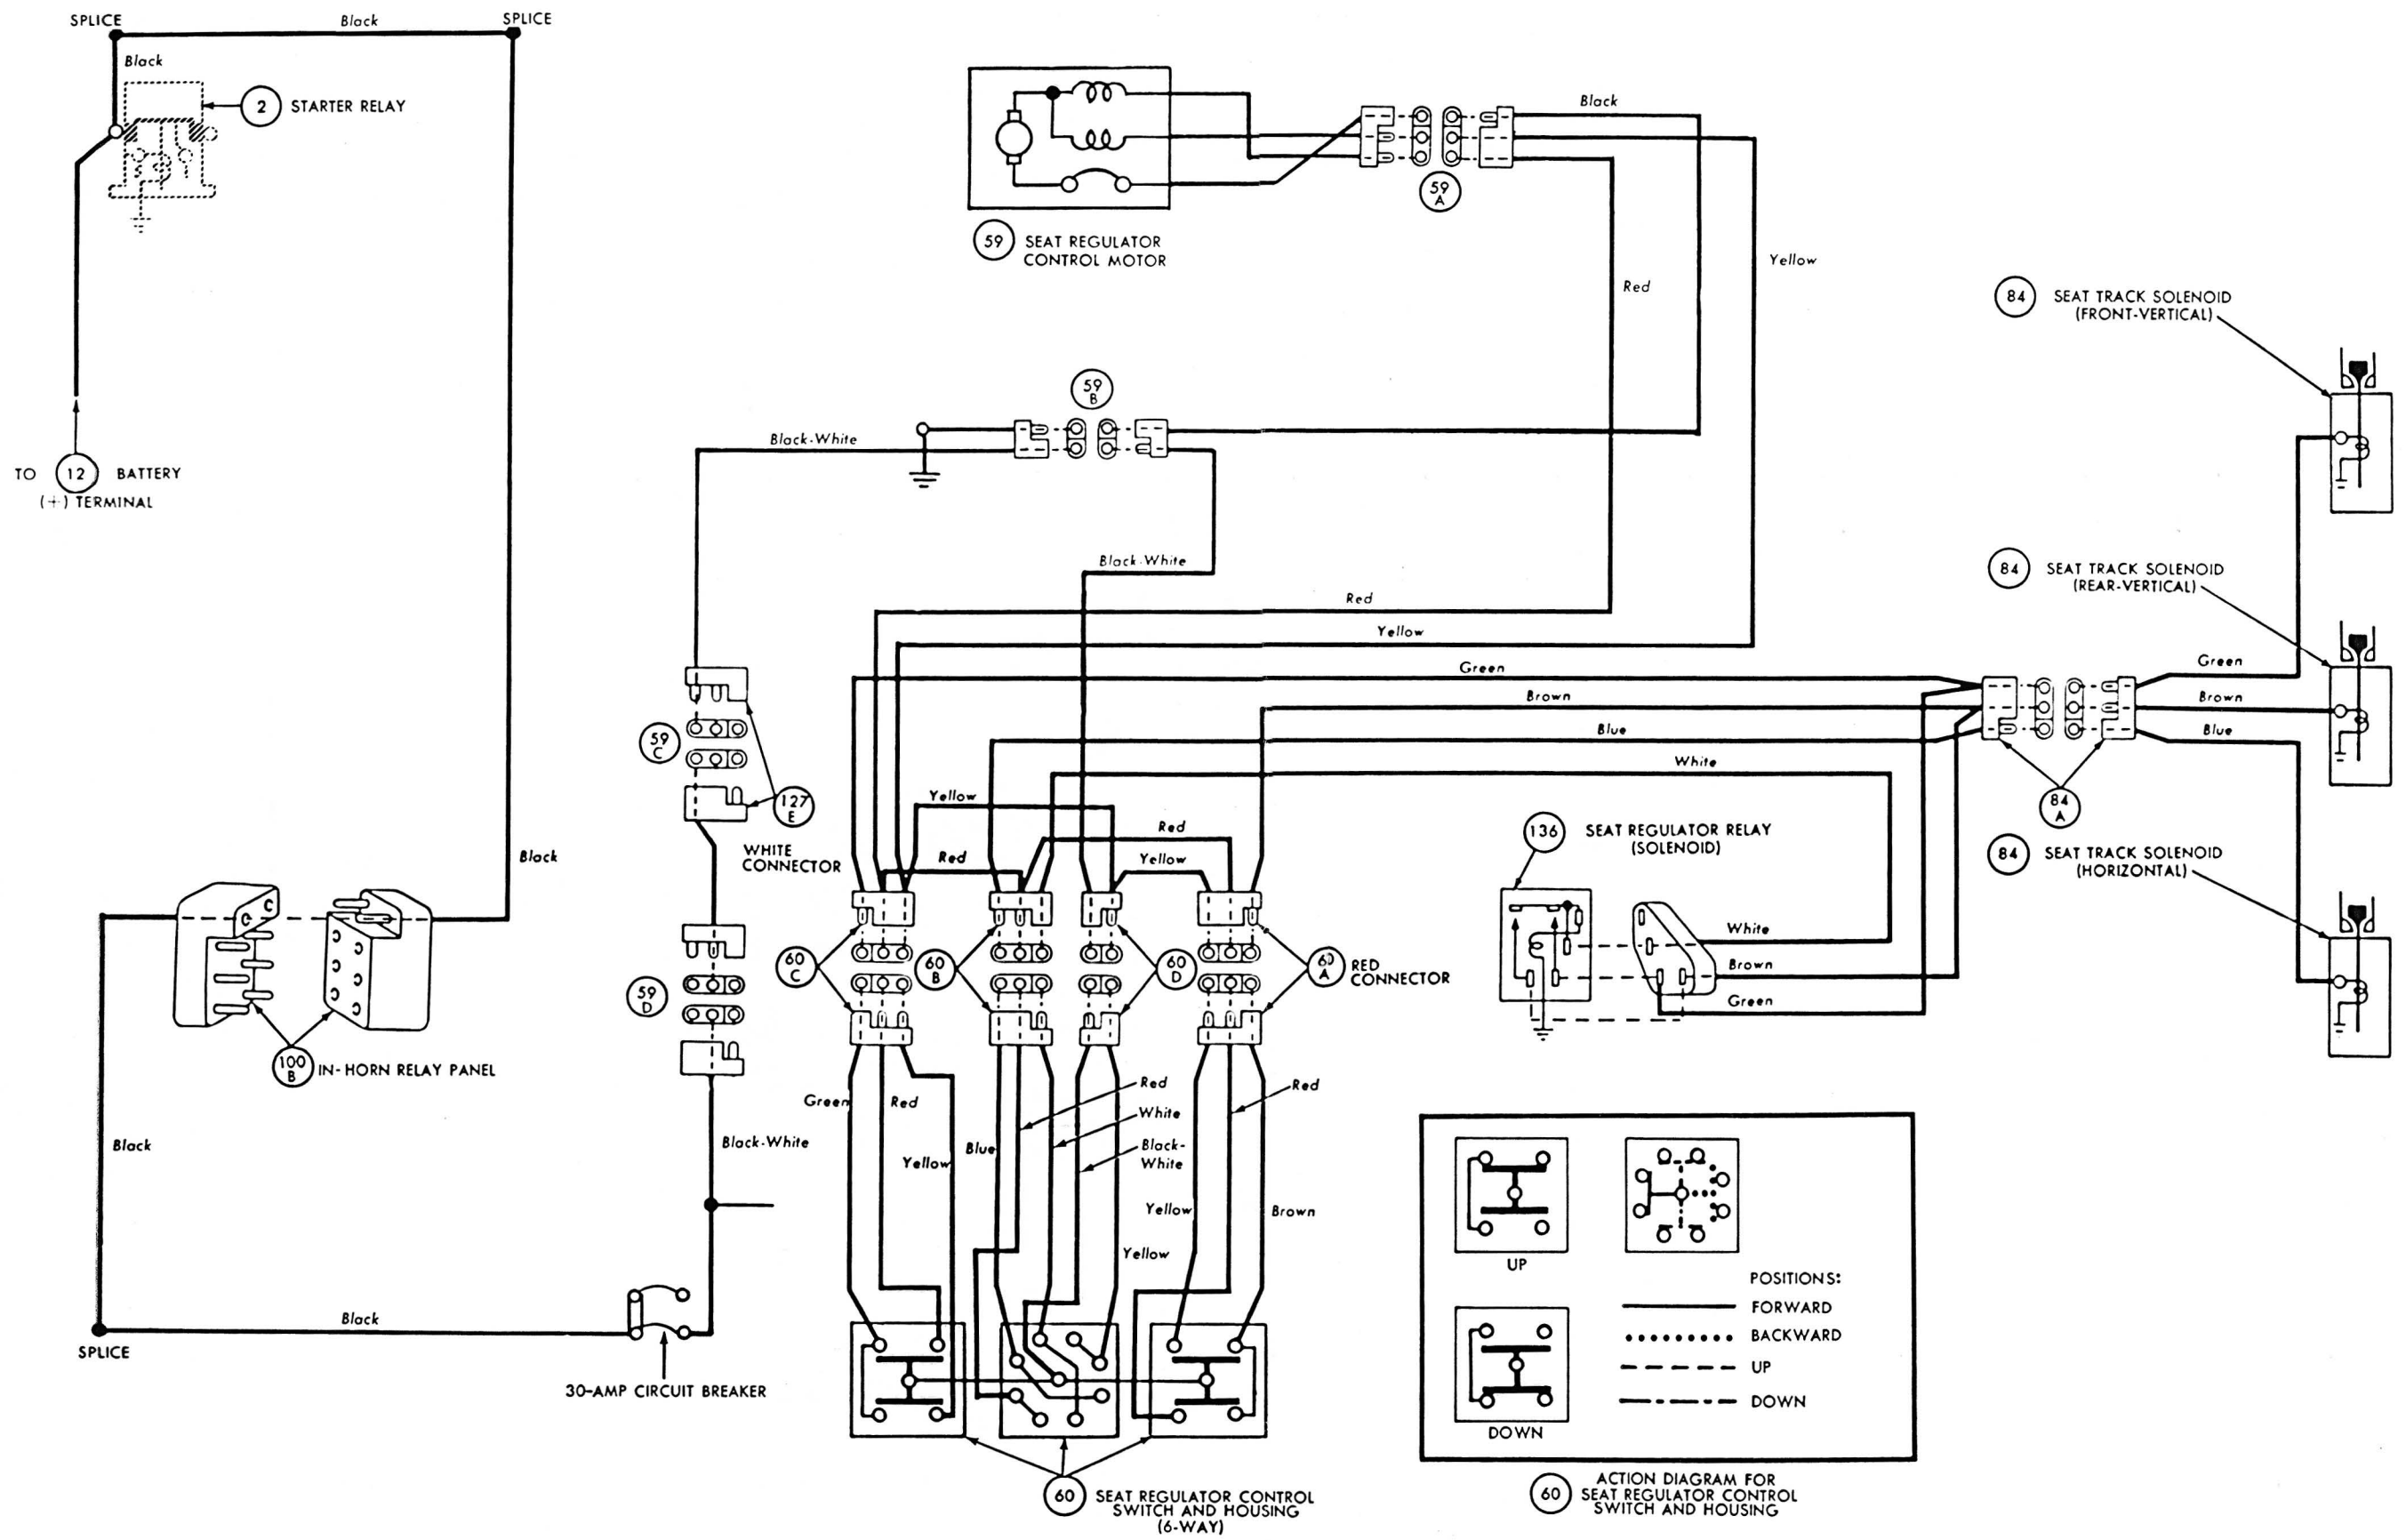 SPLICE
Black
SPLICE
Black
2 STARTER RELAY
TO 12 BATTERY
(+) TERMINAL
Black
59 SEAT REGULATOR
CONTROL MOTOR
59
A
Black
Yellow
Red
84 SEAT TRACK SOLENOID
(FRONT-VERTICAL)
59
B
Black-White
Black-White
Red
Yellow
84 SEAT TRACK SOLENOID
(REAR-VERTICAL)
Green
Brown
Blue
White
Green
Brown
Blue
84
A
59
C
127
E
WHITE
CONNECTOR
Yellow
Red
Red
Yellow
136 SEAT REGULATOR RELAY
(SOLENOID)
84 SEAT TRACK SOLENOID
(HORIZONTAL)
White
Brown
Green
60
C
60
B
60
D
60
A
RED
CONNECTOR
59
D
100
B
IN-HORN RELAY PANEL
Black
Black-White
Green
Red
Yellow
Blue
Red
White
Black-
White
Red
Yellow
Brown
Yellow
Black
SPLICE
30-AMP CIRCUIT BREAKER
60 SEAT REGULATOR CONTROL
SWITCH AND HOUSING
(6-WAY)
UP
DOWN
POSITIONS:
FORWARD
BACKWARD
UP
DOWN
60 ACTION DIAGRAM FOR
SEAT REGULATOR CONTROL
SWITCH AND HOUSING